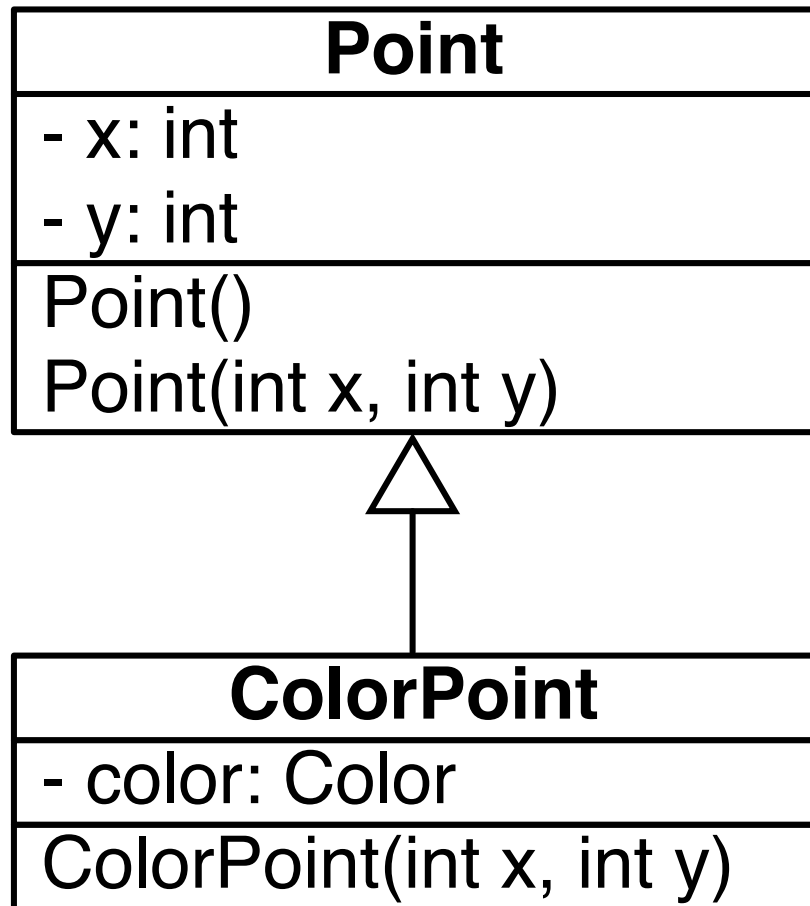 Point
- x: int
- y: int
Point()
Point(int x, int y)
ColorPoint
- color: Color
ColorPoint(int x, int y)